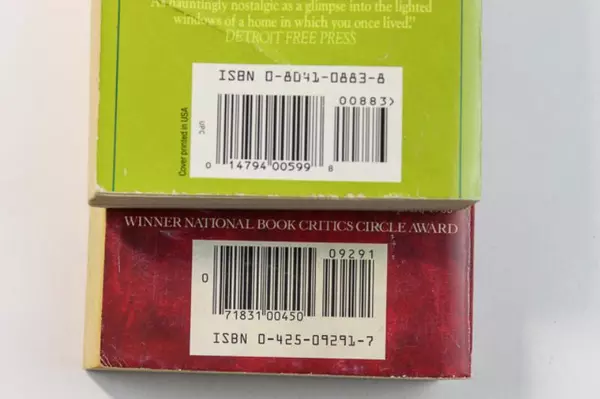 As hauntingly nostalgic as a glimpse into the lighted
windows of a home in which you once lived."
DETROIT FREE PRESS
ISBN 0-8041-0883-8
00883>
Cover printed in USA
UPC
0 14794 00599 8
WINNER NATIONAL BOOK CRITICS CIRCLE AWARD
09291
0
71831 00450
ISBN 0-425-09291-7